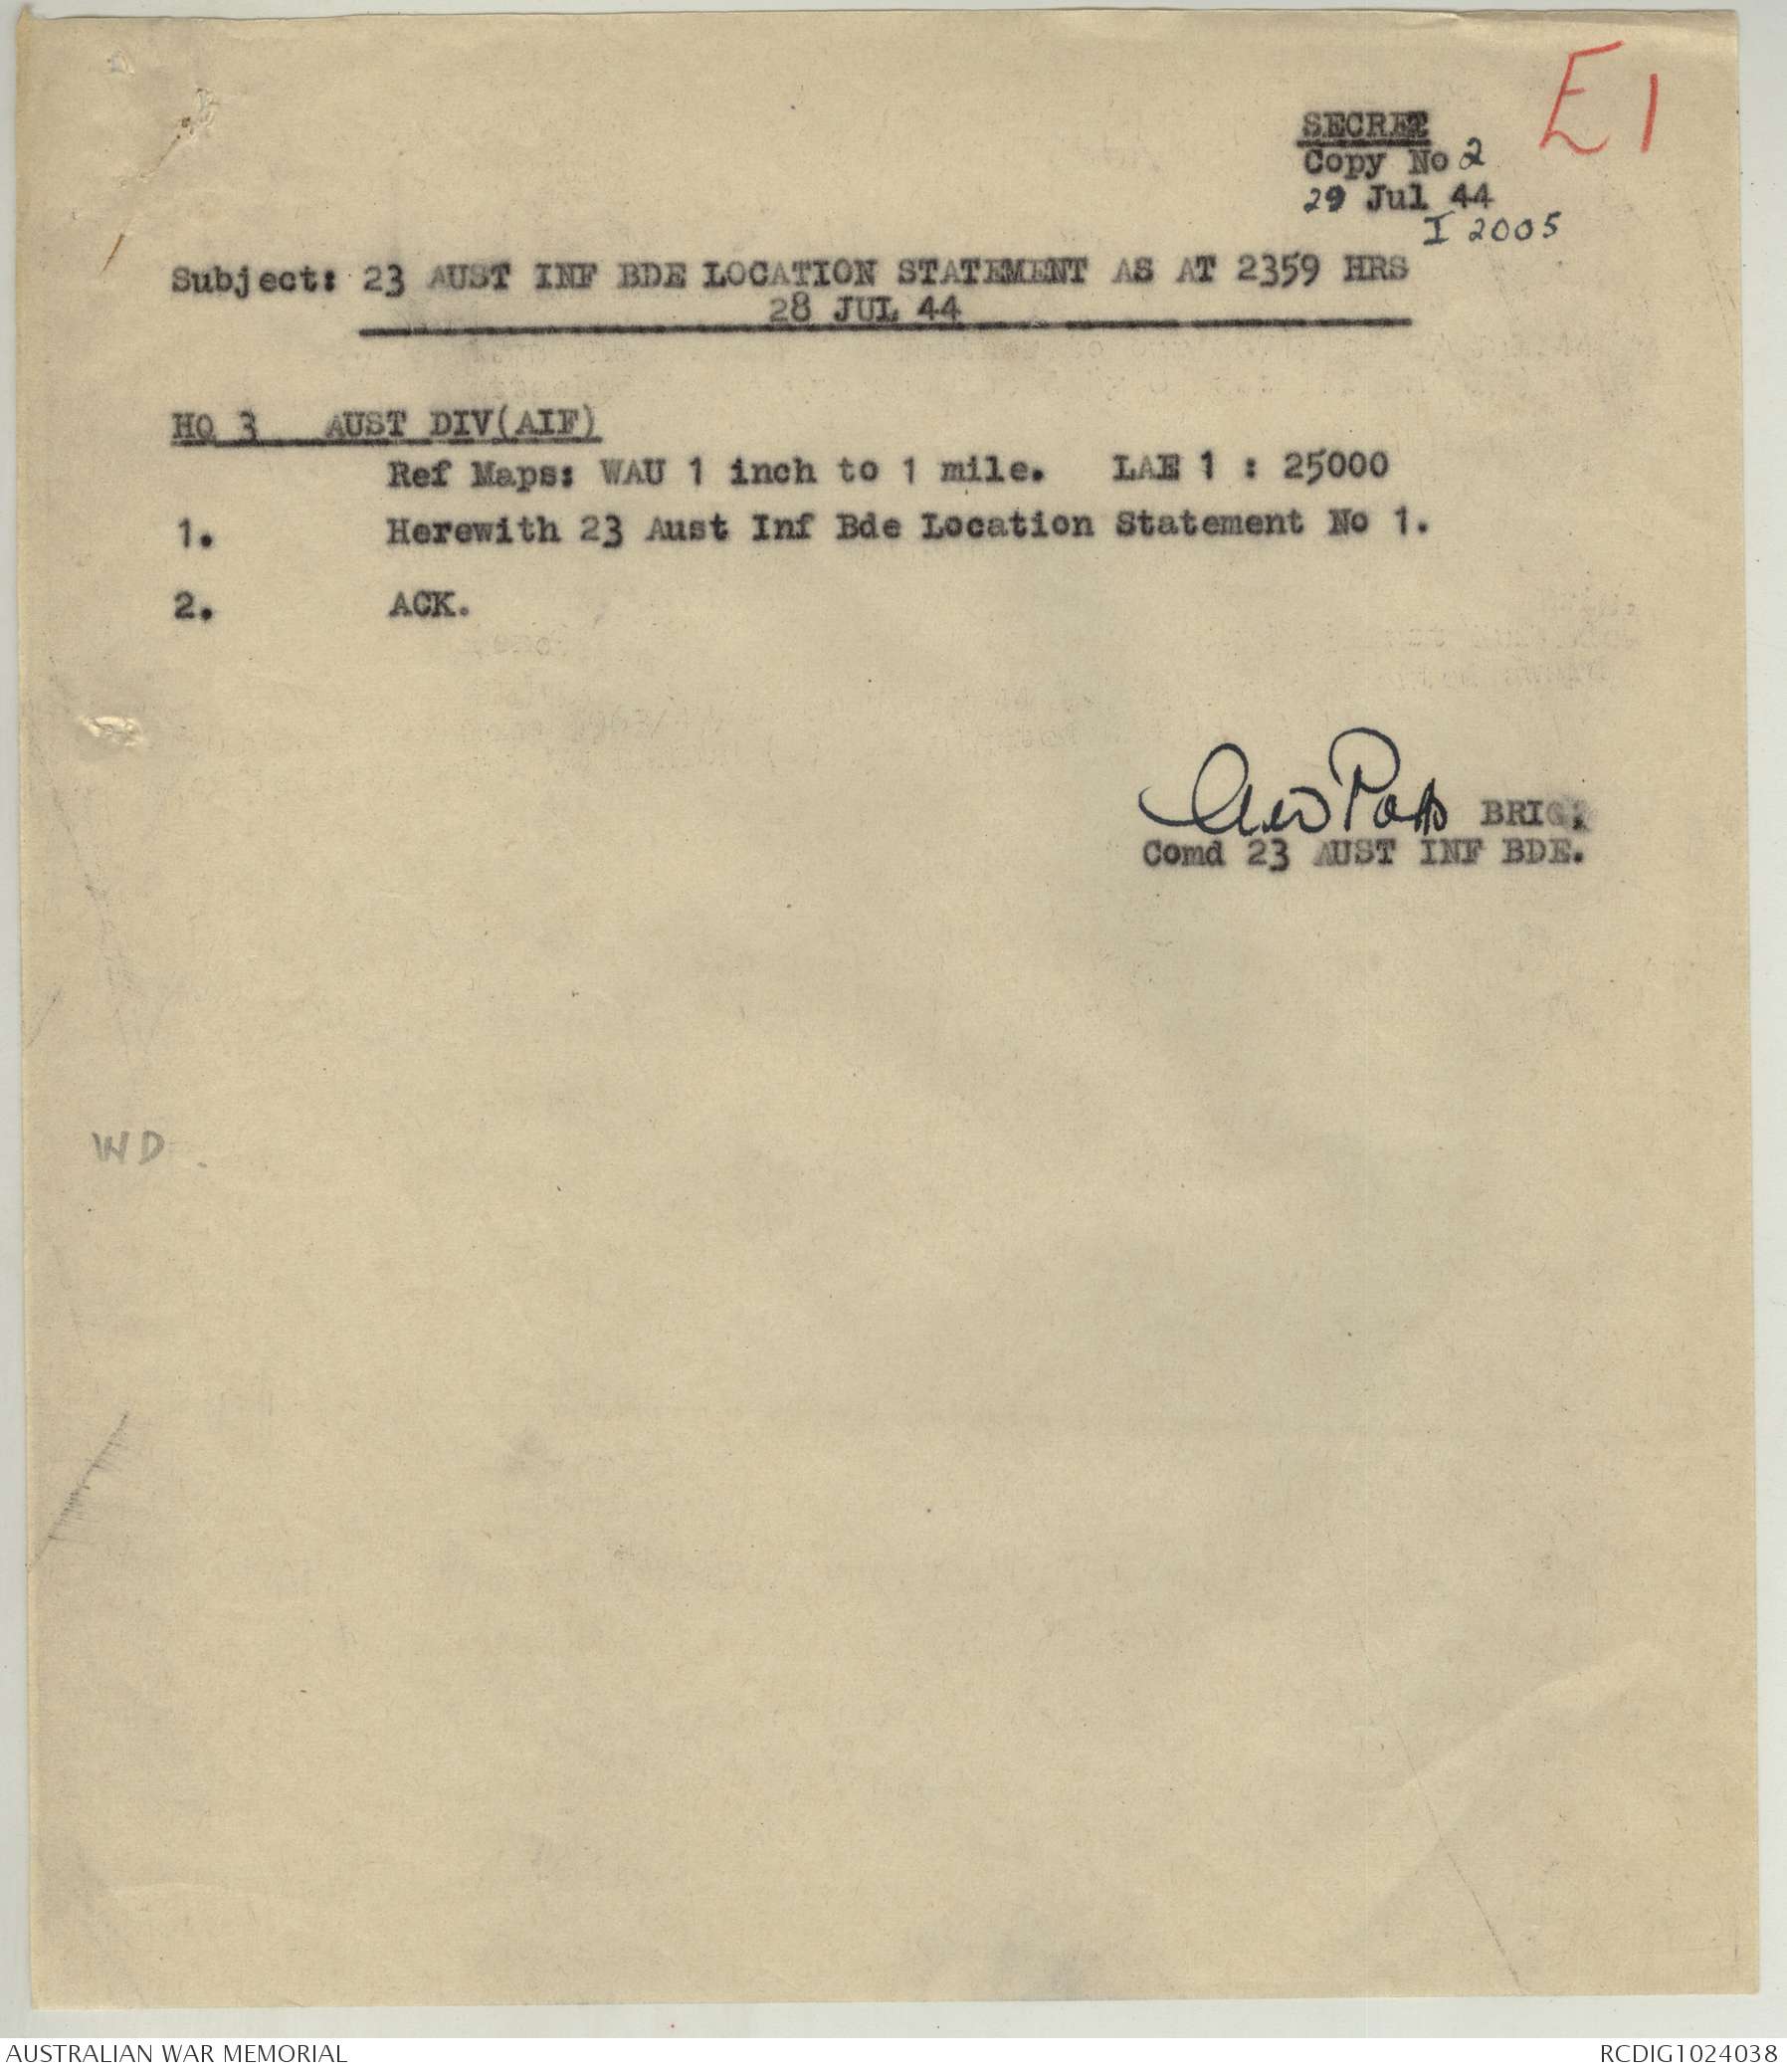 E1
SECRET
Copy No 2
29 Jul 44
I 2005
Subject: 23 AUST INF BDE LOCATION STATEMENT AS AT 2359 HRS
28 JUL 44
HQ 3 AUST DIV(AIF)
Ref Maps: WAU 1 inch to 1 mile. LAE 1 : 25000
1. Herewith 23 Aust Inf Bde Location Statement No 1.
2. ACK.
Potts BRIG.
Comd 23 AUST INF BDE.
WD.
AUSTRALIAN WAR MEMORIAL
RCDIG1024038